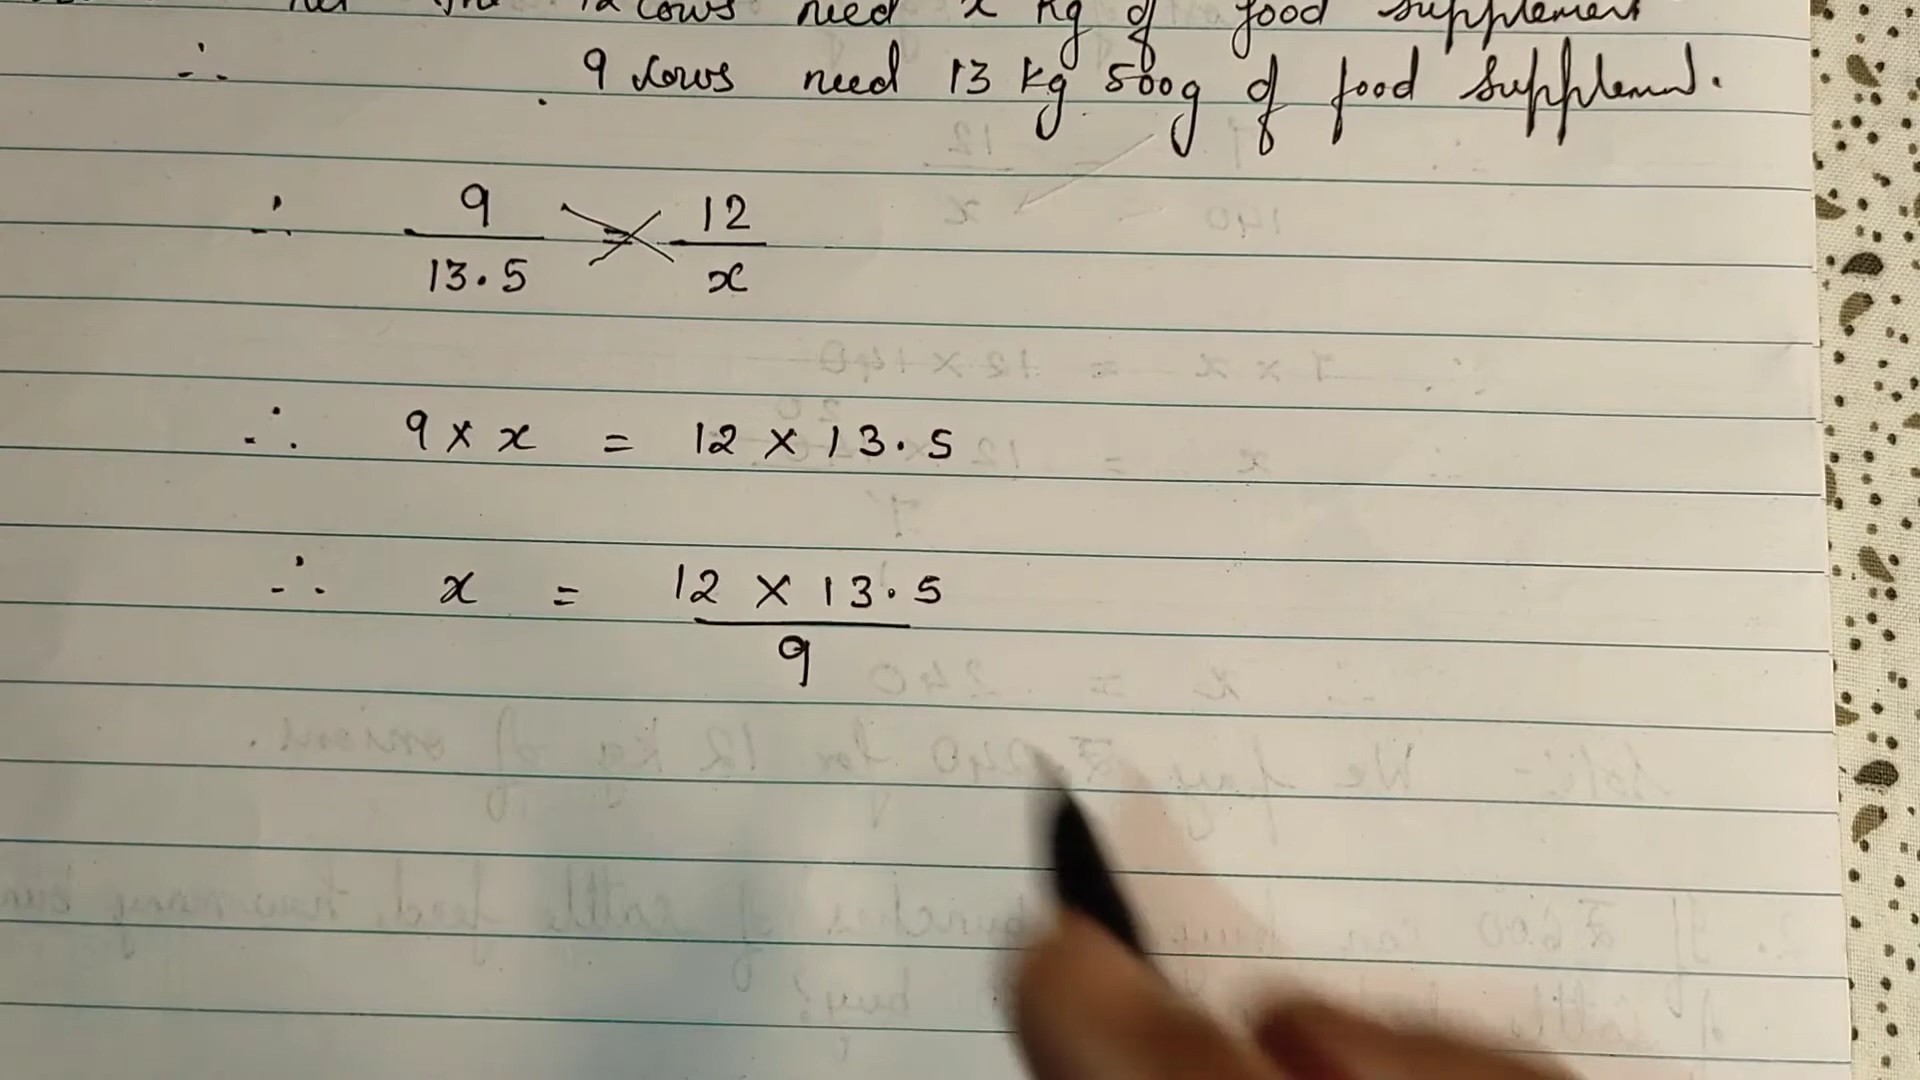 12 cows need x kg of food supplement
∴ 9 cows need 13 kg 500g of food supplement.
∴ 9/13.5 = 12/x
∴ 9 × x = 12 × 13.5
∴ x = 12 × 13.5 / 9